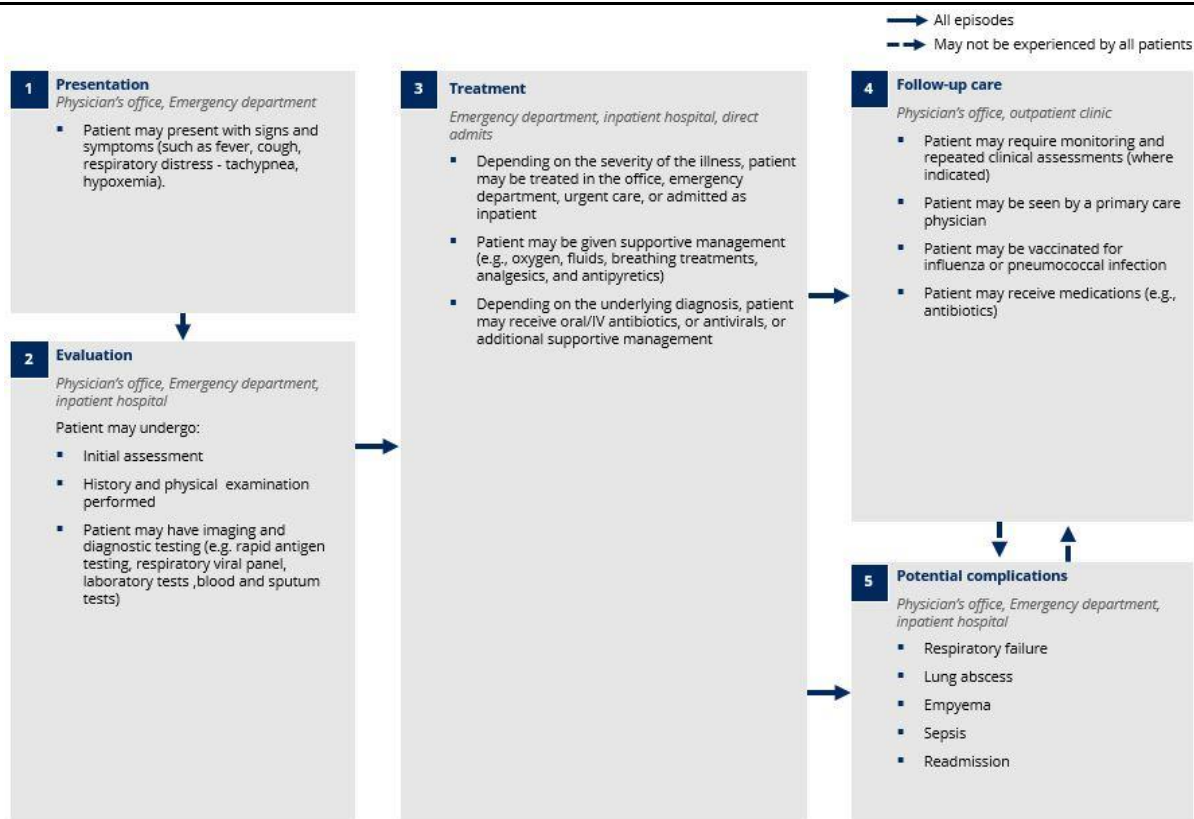 All episodes
May not be experienced by all patients
1
Presentation
Physician's office, Emergency department
▪ Patient may present with signs and
symptoms (such as fever, cough,
respiratory distress - tachypnea,
hypoxemia).
2
Evaluation
Physician's office, Emergency department,
inpatient hospital
Patient may undergo:
▪ Initial assessment
▪ History and physical examination
performed
▪ Patient may have imaging and
diagnostic testing (e.g. rapid antigen
testing, respiratory viral panel,
laboratory tests ,blood and sputum
tests)
3
Treatment
Emergency department, inpatient hospital, direct
admits
▪ Depending on the severity of the illness, patient
may be treated in the office, emergency
department, urgent care, or admitted as
inpatient
▪ Patient may be given supportive management
(e.g., oxygen, fluids, breathing treatments,
analgesics, and antipyretics)
▪ Depending on the underlying diagnosis, patient
may receive oral/IV antibiotics, or antivirals, or
additional supportive management
4
Follow-up care
Physician's office, outpatient clinic
▪ Patient may require monitoring and
repeated clinical assessments (where
indicated)
▪ Patient may be seen by a primary care
physician
▪ Patient may be vaccinated for
influenza or pneumococcal infection
▪ Patient may receive medications (e.g.,
antibiotics)
5
Potential complications
Physician's office, Emergency department,
inpatient hospital
▪ Respiratory failure
▪ Lung abscess
▪ Empyema
▪ Sepsis
▪ Readmission